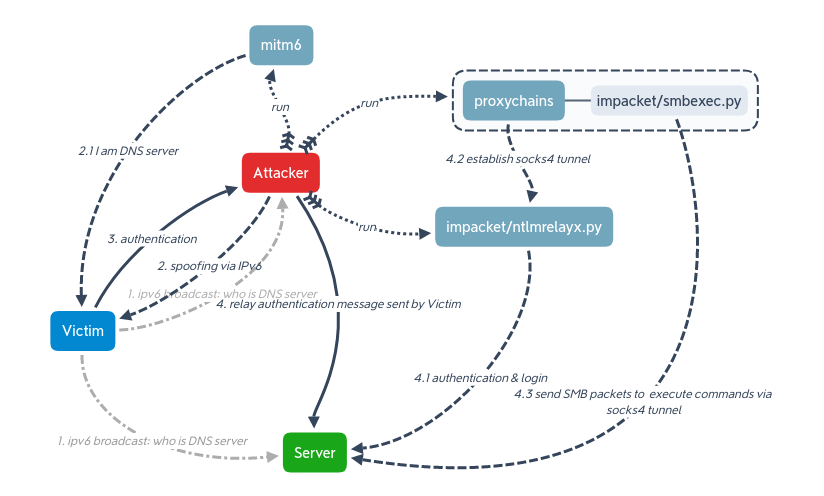 mitm6
run
run
proxychains
impacket/smbexec.py
2.1 I am DNS server
4.2 establish socks4 tunnel
Attacker
impacket/ntlmrelayx.py
run
3. authentication
2. spoofing via IPv6
1. ipv6 broadcast: who is DNS server
4. relay authentication message sent by Victim
Victim
4.1 authentication & login
4.3 send SMB packets to execute commands via
socks4 tunnel
1. ipv6 broadcast: who is DNS server
Server